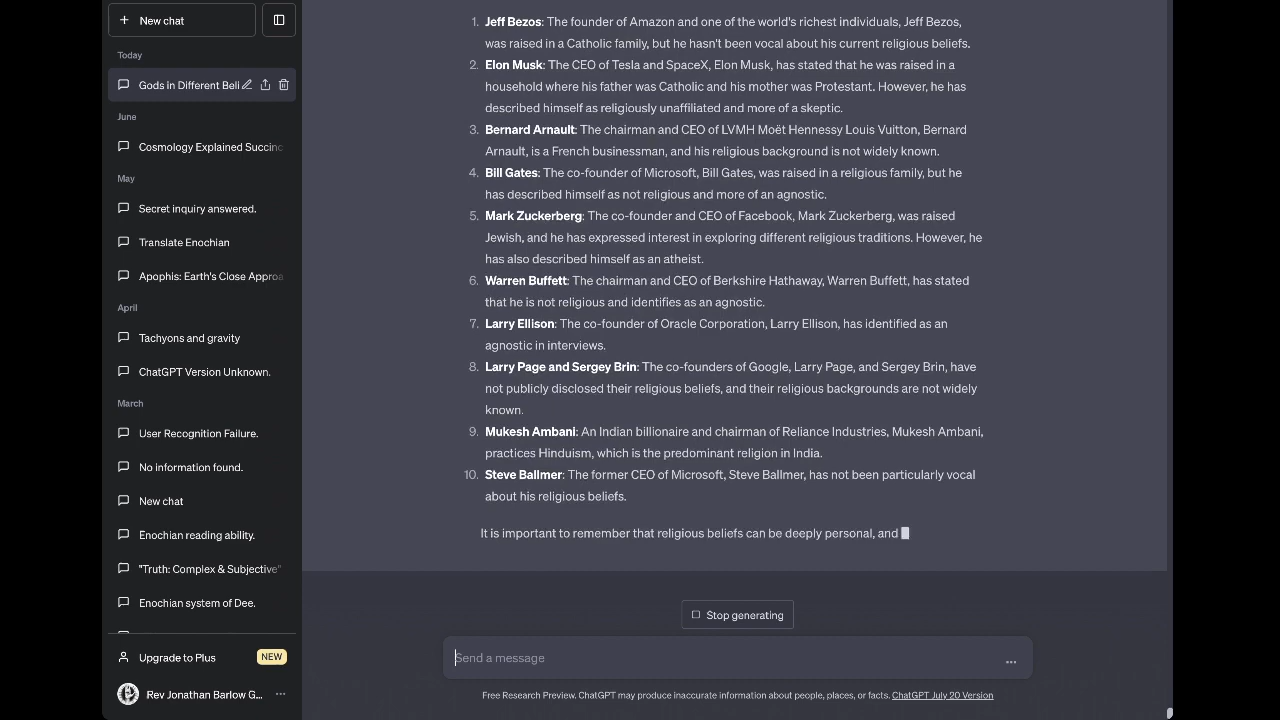 New chat
Today
Gods in Different Beli
June
Cosmology Explained Succinc
May
Secret inquiry answered.
Translate Enochian
Apophis: Earth's Close Approa
April
Tachyons and gravity
ChatGPT Version Unknown.
March
User Recognition Failure.
No information found.
New chat
Enochian reading ability.
"Truth: Complex & Subjective"
Enochian system of Dee.
Upgrade to Plus NEW
Rev Jonathan Barlow G...
1. Jeff Bezos: The founder of Amazon and one of the world's richest individuals, Jeff Bezos,
was raised in a Catholic family, but he hasn't been vocal about his current religious beliefs.
2. Elon Musk: The CEO of Tesla and SpaceX, Elon Musk, has stated that he was raised in a
household where his father was Catholic and his mother was Protestant. However, he has
described himself as religiously unaffiliated and more of a skeptic.
3. Bernard Arnault: The chairman and CEO of LVMH Moët Hennessy Louis Vuitton, Bernard
Arnault, is a French businessman, and his religious background is not widely known.
4. Bill Gates: The co-founder of Microsoft, Bill Gates, was raised in a religious family, but he
has described himself as not religious and more of an agnostic.
5. Mark Zuckerberg: The co-founder and CEO of Facebook, Mark Zuckerberg, was raised
Jewish, and he has expressed interest in exploring different religious traditions. However, he
has also described himself as an atheist.
6. Warren Buffett: The chairman and CEO of Berkshire Hathaway, Warren Buffett, has stated
that he is not religious and identifies as an agnostic.
7. Larry Ellison: The co-founder of Oracle Corporation, Larry Ellison, has identified as an
agnostic in interviews.
8. Larry Page and Sergey Brin: The co-founders of Google, Larry Page, and Sergey Brin, have
not publicly disclosed their religious beliefs, and their religious backgrounds are not widely
known.
9. Mukesh Ambani: An Indian billionaire and chairman of Reliance Industries, Mukesh Ambani,
practices Hinduism, which is the predominant religion in India.
10. Steve Ballmer: The former CEO of Microsoft, Steve Ballmer, has not been particularly vocal
about his religious beliefs.
It is important to remember that religious beliefs can be deeply personal, and
Stop generating
Send a message
Free Research Preview. ChatGPT may produce inaccurate information about people, places, or facts. ChatGPT July 20 Version